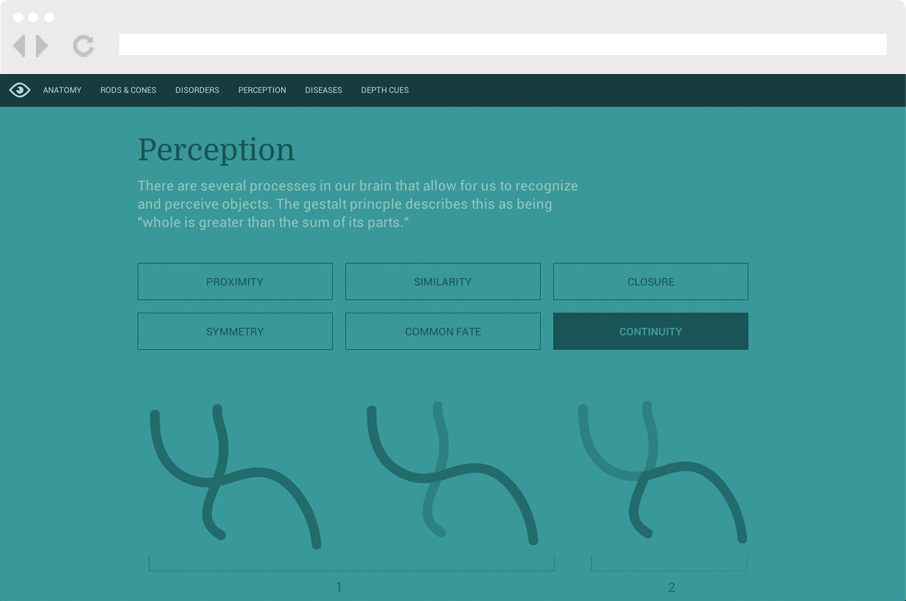 ANATOMY RODS & CONES DISORDERS PERCEPTION DISEASES DEPTH CUES
Perception
There are several processes in our brain that allow for us to recognize
and perceive objects. The gestalt princple describes this as being
"whole is greater than the sum of its parts."
PROXIMITY SIMILARITY CLOSURE
SYMMETRY COMMON FATE CONTINUITY
1 2